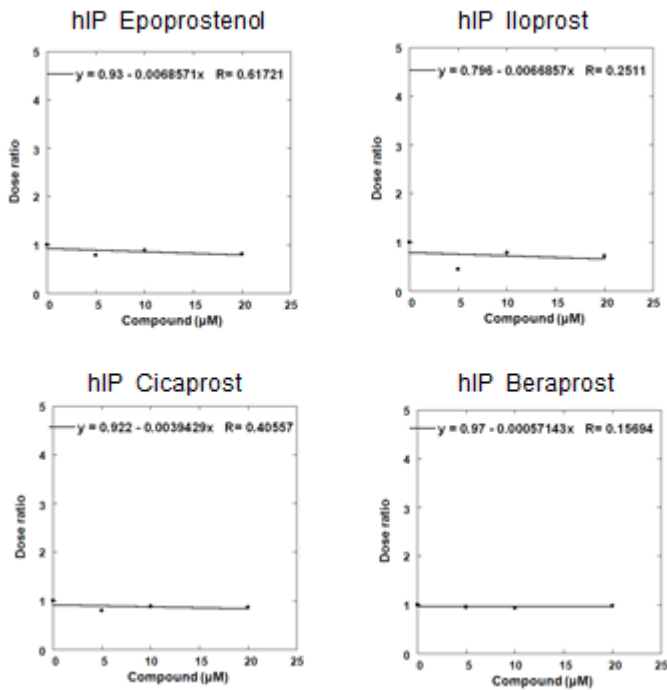 hIP Epoprostenol
5
4
3
2
1
0
Dose ratio
y = 0.93 - 0.0068571x R= 0.61721
0 5 10 15 20 25
Compound (µM)
hIP Iloprost
5
4
3
2
1
0
Dose ratio
y = 0.796 - 0.0066857x R= 0.2511
0 5 10 15 20 25
Compound (µM)
hIP Cicaprost
5
4
3
2
1
0
Dose ratio
y = 0.922 - 0.0039429x R= 0.40557
0 5 10 15 20 25
Compound (µM)
hIP Beraprost
5
4
3
2
1
0
Dose ratio
y = 0.97 - 0.00057143x R= 0.15694
0 5 10 15 20 25
Compound (µM)